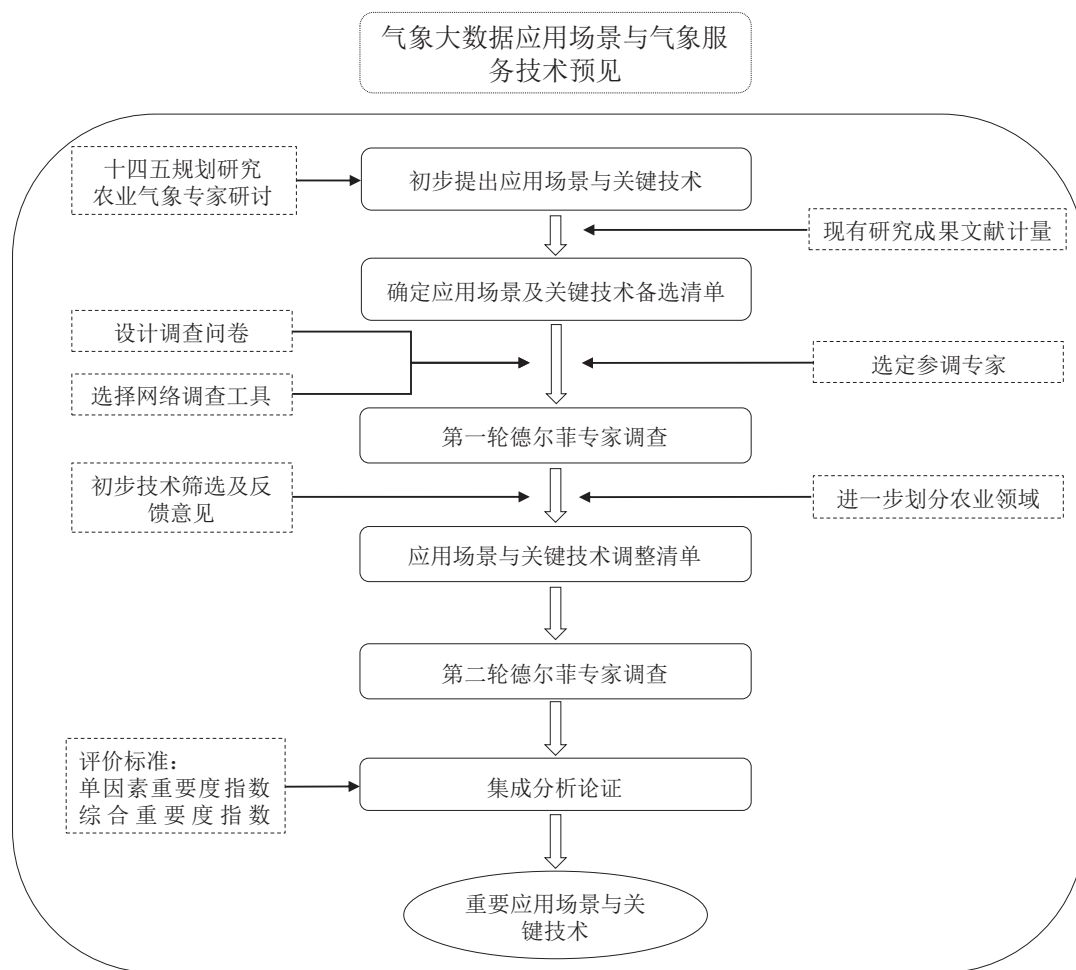 气象大数据应用场景与气象服
务技术预见
十四五规划研究
农业气象专家研讨
初步提出应用场景与关键技术
现有研究成果文献计量
确定应用场景及关键技术备选清单
设计调查问卷
选择网络调查工具
选定参调专家
第一轮德尔菲专家调查
初步技术筛选及反
馈意见
进一步划分农业领域
应用场景与关键技术调整清单
第二轮德尔菲专家调查
评价标准：
单因素重要度指数
综合重要度指数
集成分析论证
重要应用场景与关
键技术